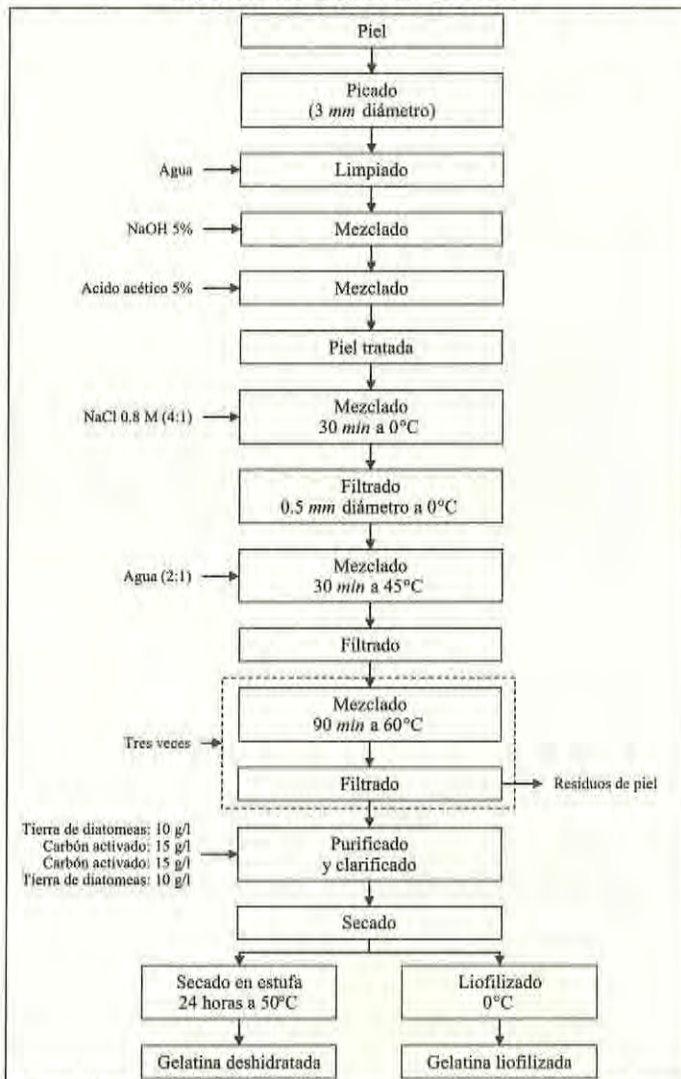 Piel
Picado
(3 mm diámetro)
Agua
Limpiado
NaOH 5%
Mezclado
Acido acético 5%
Mezclado
Piel tratada
NaCl 0.8 M (4:1)
Mezclado
30 min a 0°C
Filtrado
0.5 mm diámetro a 0°C
Agua (2:1)
Mezclado
30 min a 45°C
Filtrado
Mezclado
90 min a 60°C
Tres veces
Filtrado
Residuos de piel
Tierra de diatomeas: 10 g/l
Carbón activado: 15 g/l
Carbón activado: 15 g/l
Tierra de diatomeas: 10 g/l
Purificado
y clarificado
Secado
Secado en estufa
24 horas a 50°C
Liofilizado
0°C
Gelatina deshidratada
Gelatina liofilizada